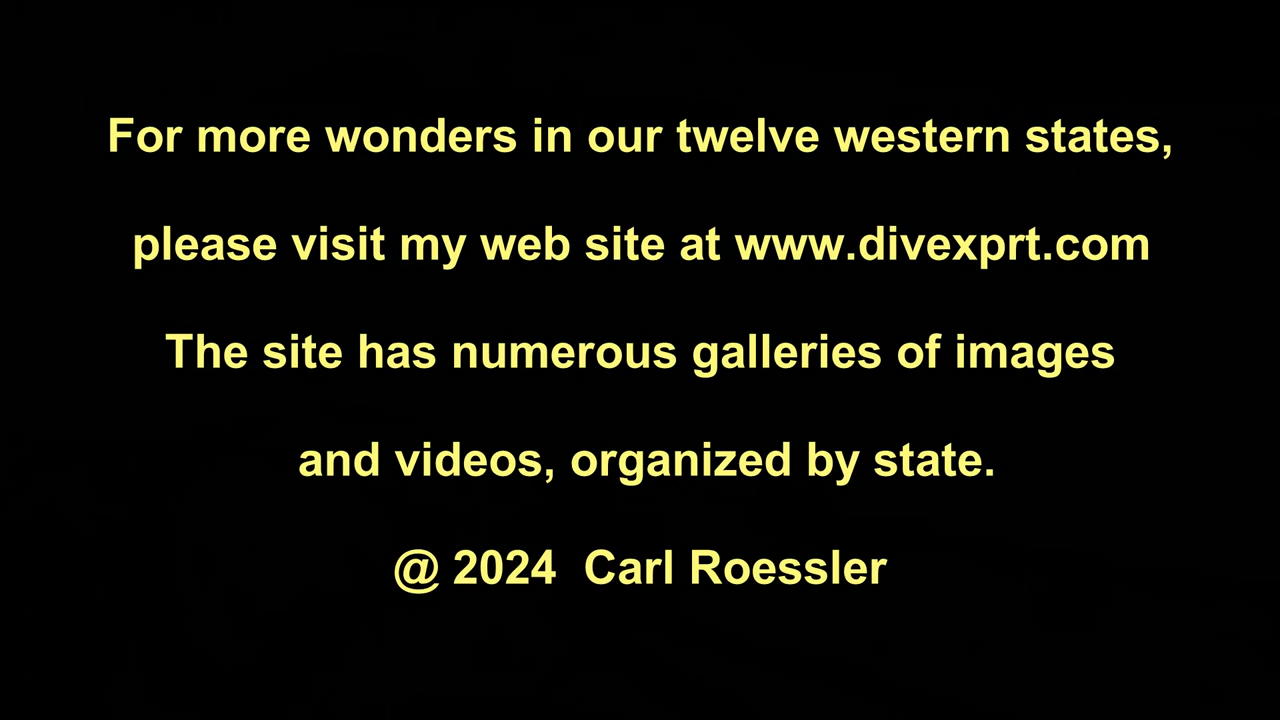 For more wonders in our twelve western states,
please visit my web site at www.divexprt.com
The site has numerous galleries of images
and videos, organized by state.
@ 2024  Carl Roessler